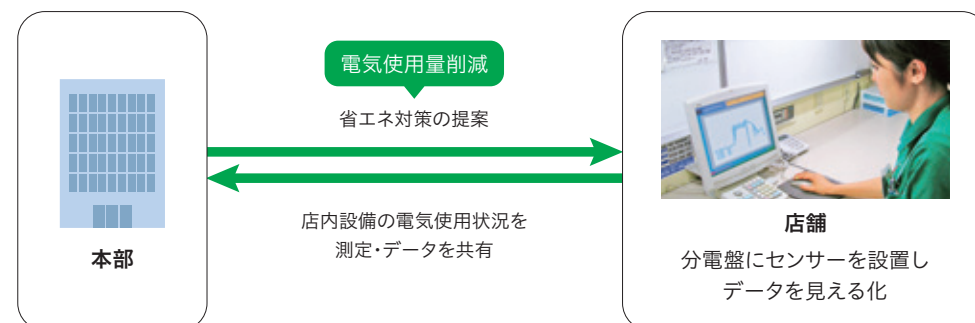 電気使用量削減
省エネ対策の提案
店内設備の電気使用状況を
測定・データを共有
本部
店舗
分電盤にセンサーを設置し
データを見える化